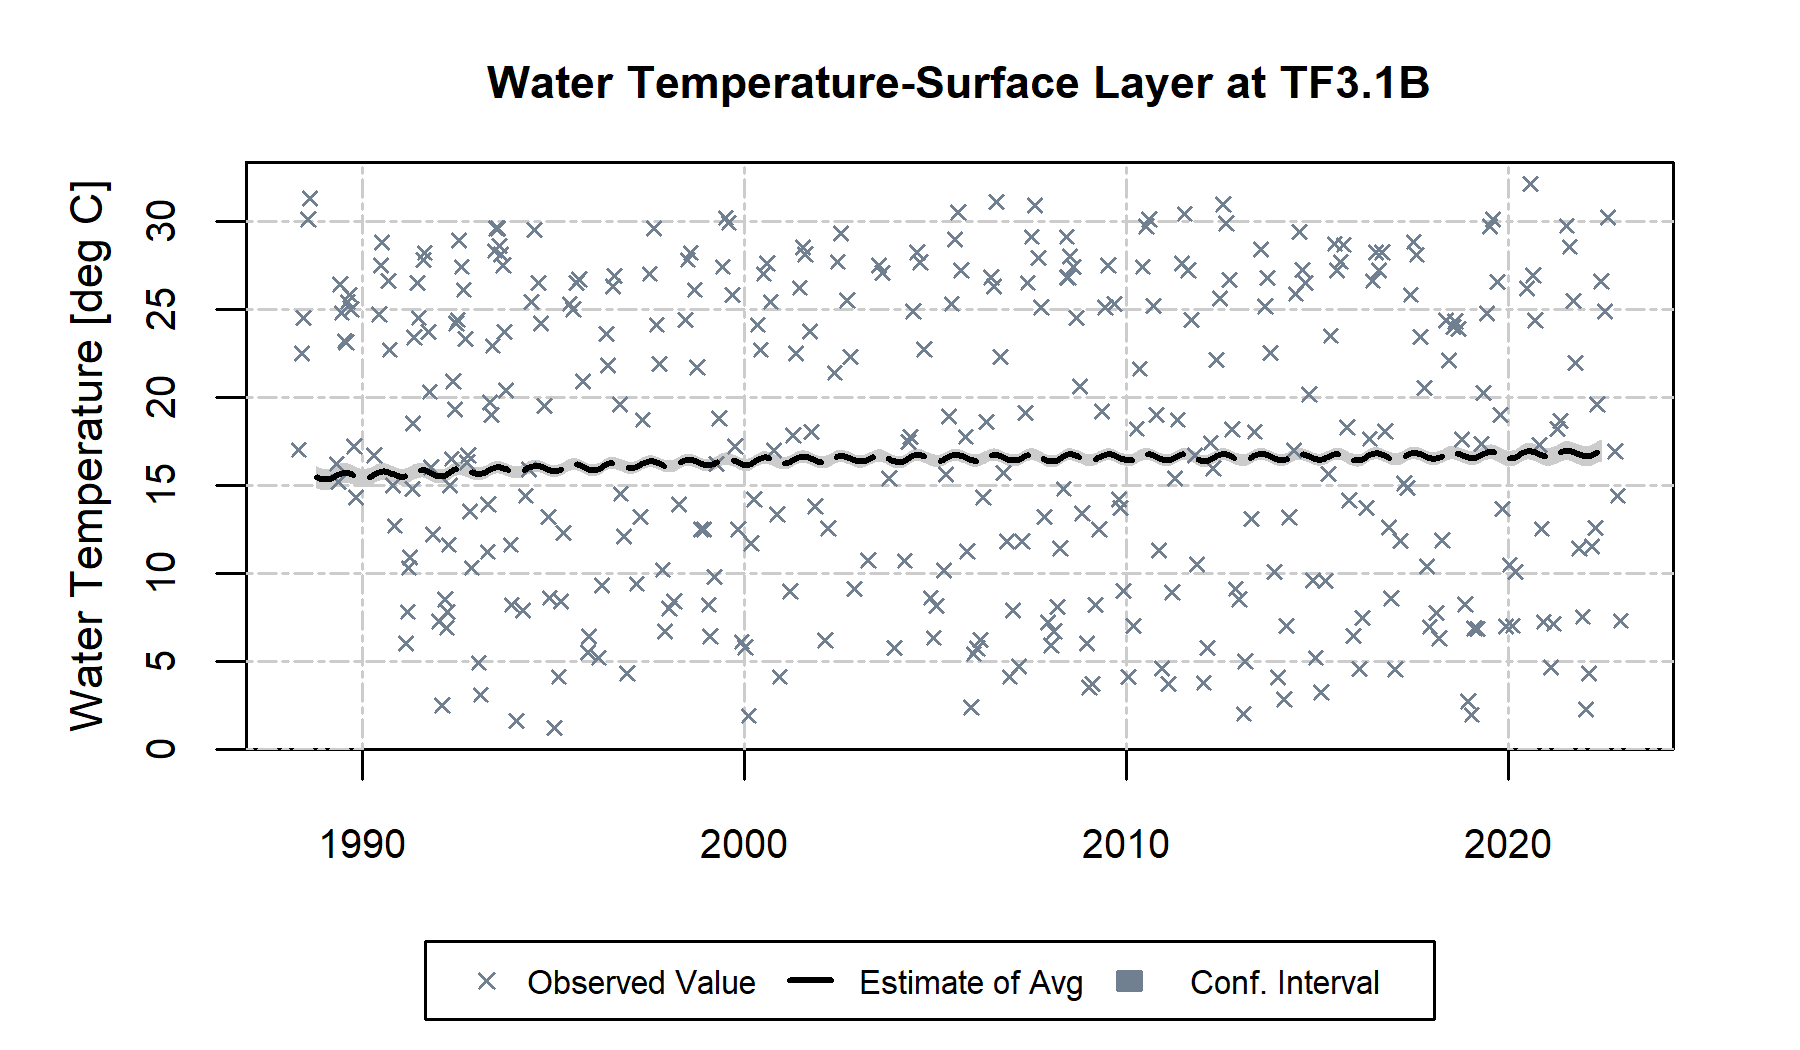 Water Temperature-Surface Layer at TF3.1B
Water Temperature [deg C]
30
25
20
15
10
5
0
1990 2000 2010 2020
Observed Value Estimate of Avg Conf. Interval